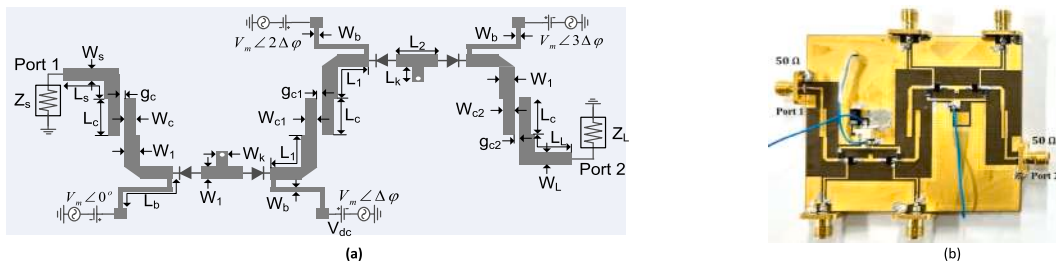 V_m∠2Δφ
W_b
L_2
W_b
V_m∠3Δφ
W_s
Port 1
Z_s
L_s
g_c
L_c
W_c
W_1
L_k
L_1
g_c1
W_c1
L_c
W_1
W_c2
L_c
g_c2
L_L
Z_L
W_L
Port 2
W_k
L_1
W_1
V_m∠0°
L_b
W_b
V_m∠Δφ
V_dc
(a)
50 Ω
Port 1
50 Ω
Port 2
(b)